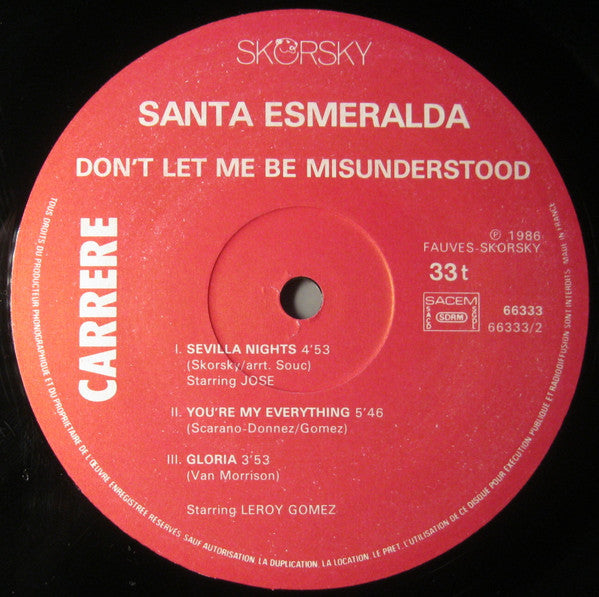 SKORSKY
SANTA ESMERALDA
DON'T LET ME BE MISUNDERSTOOD
CARRERE
℗ 1986
FAUVES-SKORSKY
33 t
SACEM
SACD
SDRM
SGDL
66333
66333/2
I. SEVILLA NIGHTS 4'53
(Skorsky/arrt. Souc)
Starring JOSE
II. YOU'RE MY EVERYTHING 5'46
(Scarano-Donnez/Gomez)
III. GLORIA 3'53
(Van Morrison)
Starring LEROY GOMEZ
TOUS DROITS DU PRODUCTEUR PHONOGRAPHIQUE ET DU PROPRIETAIRE DE L'ŒUVRE ENREGISTREE RESERVES. SAUF AUTORISATION, LA DUPLICATION, LA LOCATION, LE PRET, L'UTILISATION DE CE DISQUE POUR EXECUTION PUBLIQUE ET RADIODIFFUSION SONT INTERDITS. MADE IN FRANCE